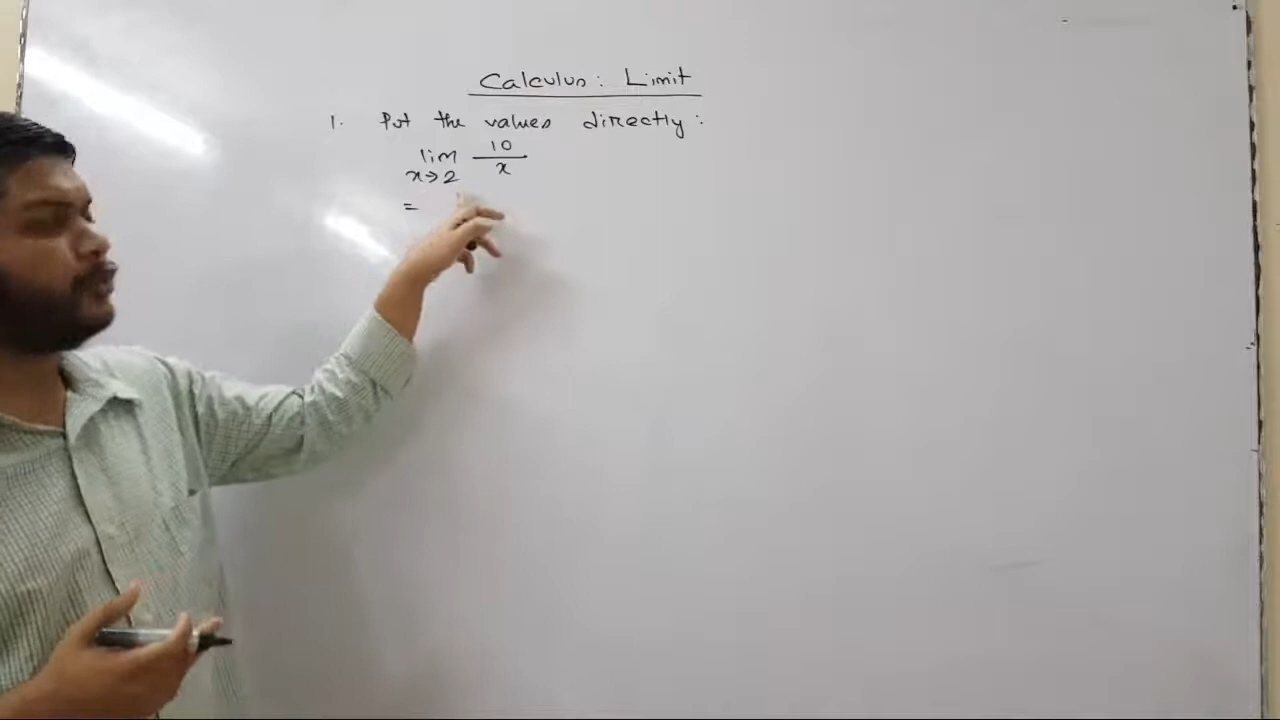 Calculus: Limit
1. Put the values directly:
lim 10/x
x→2
=